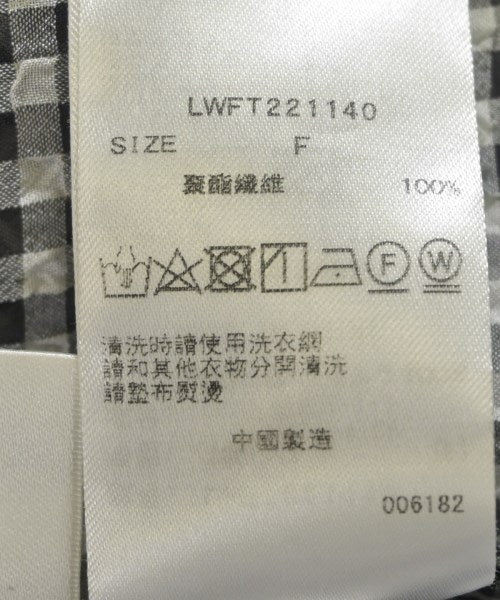 LWFT221140
SIZE F
聚酯纖維 100%
F W
清洗時請使用洗衣網
請和其他衣物分開清洗
請墊布熨燙
中國製造
006182